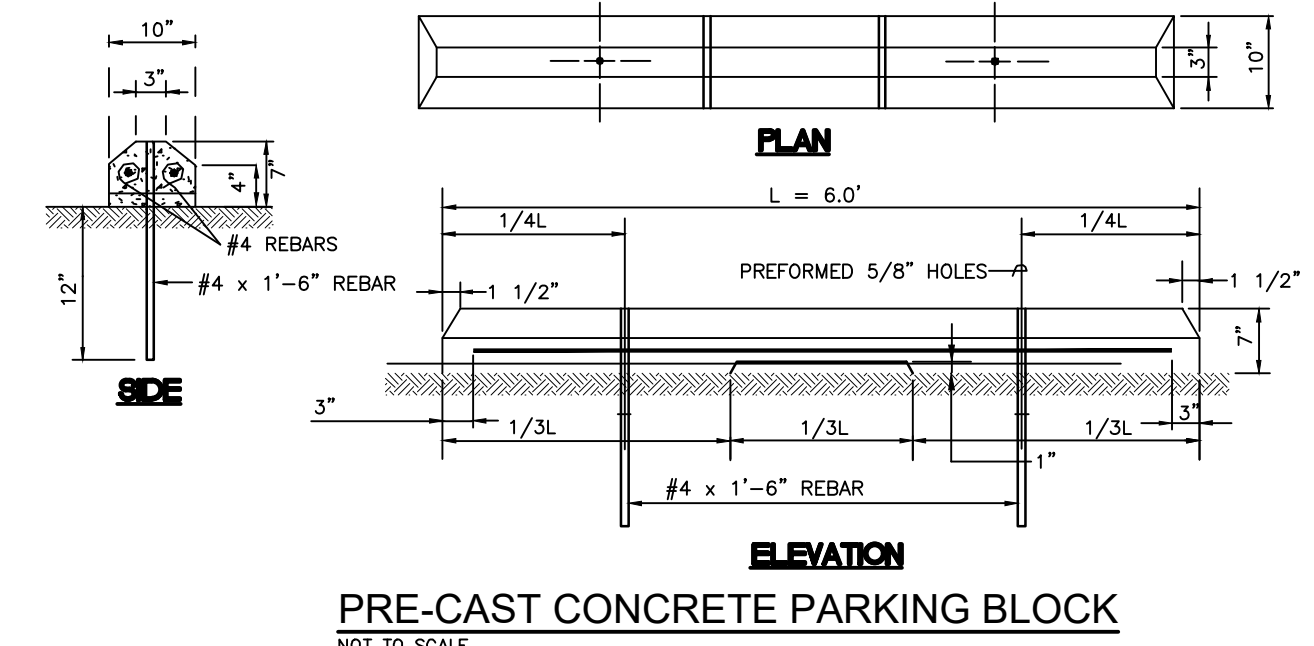 10"
3"
4"
7"
#4 REBARS
#4 x 1'-6" REBAR
12"
SIDE
3"
10"
PLAN
L = 6.0'
1/4L
1/4L
PREFORMED 5/8" HOLES
1 1/2"
1 1/2"
7"
3"
3"
1/3L
1/3L
1/3L
1"
#4 x 1'-6" REBAR
ELEVATION
PRE-CAST CONCRETE PARKING BLOCK
NOT TO SCALE